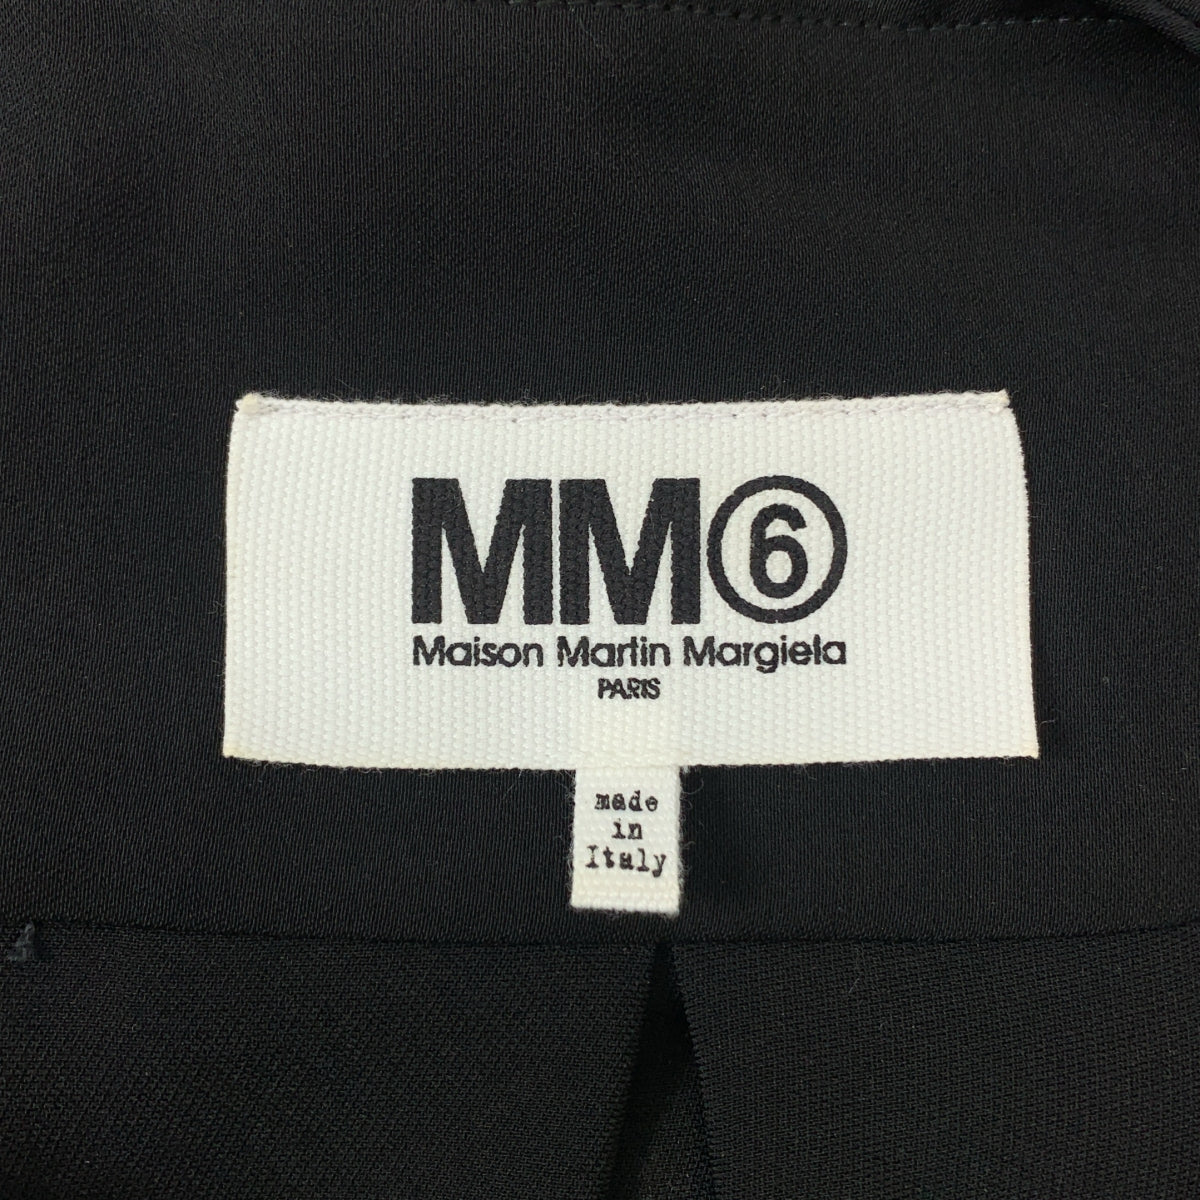 MM⑥
Maison Martin Margiela
PARIS
made
in
Italy